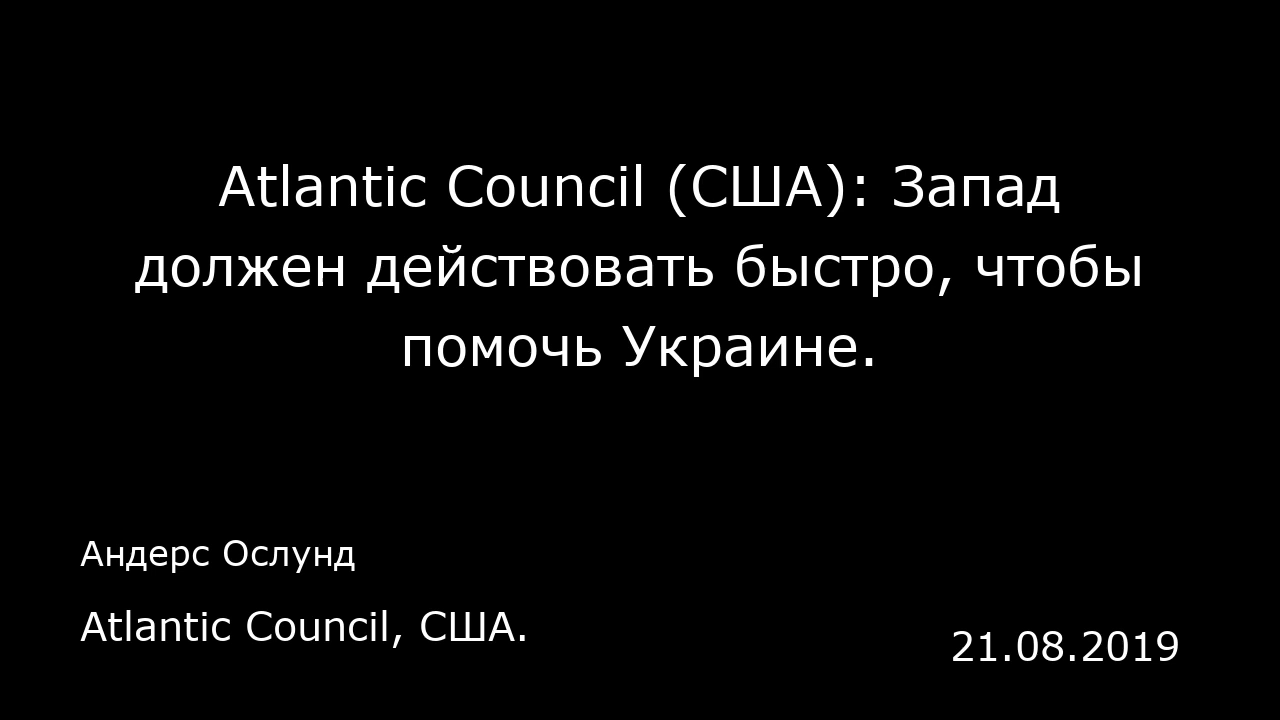 Atlantic Council (США): Запад
должен действовать быстро, чтобы
помочь Украине.
Андерс Ослунд
Atlantic Council, США.
21.08.2019